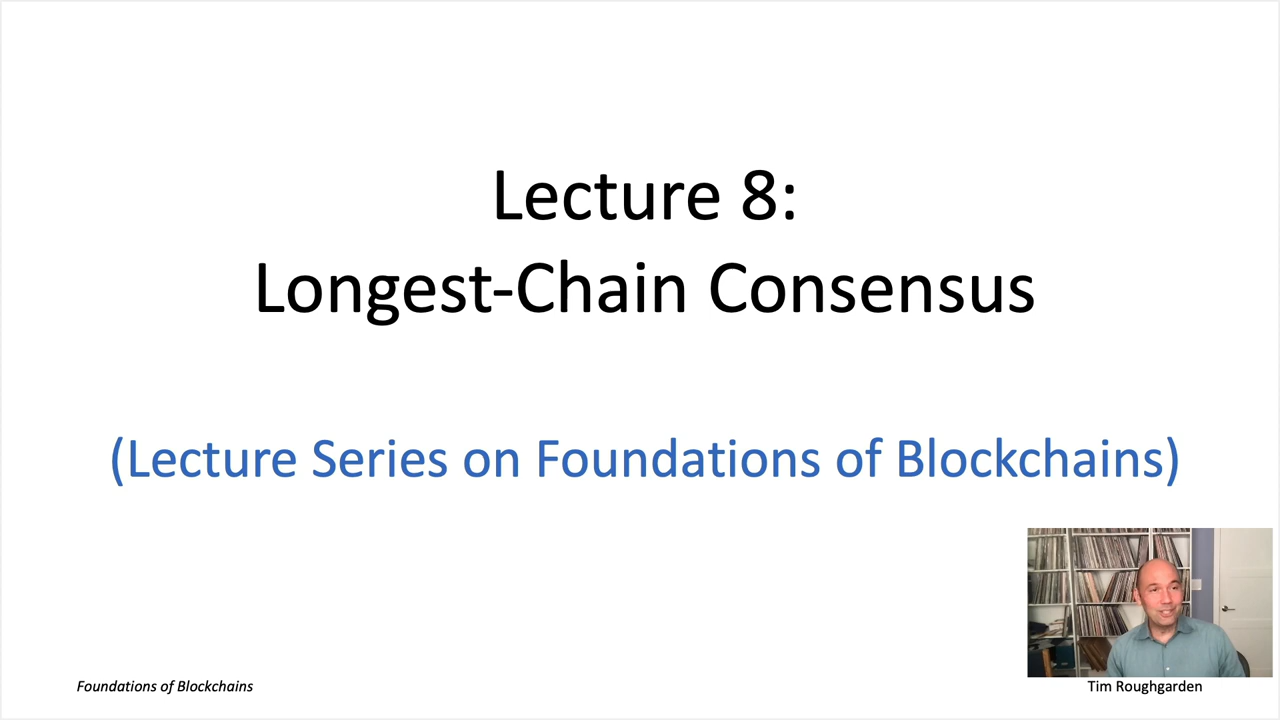 Lecture 8:
Longest-Chain Consensus
(Lecture Series on Foundations of Blockchains)
Foundations of Blockchains
Tim Roughgarden